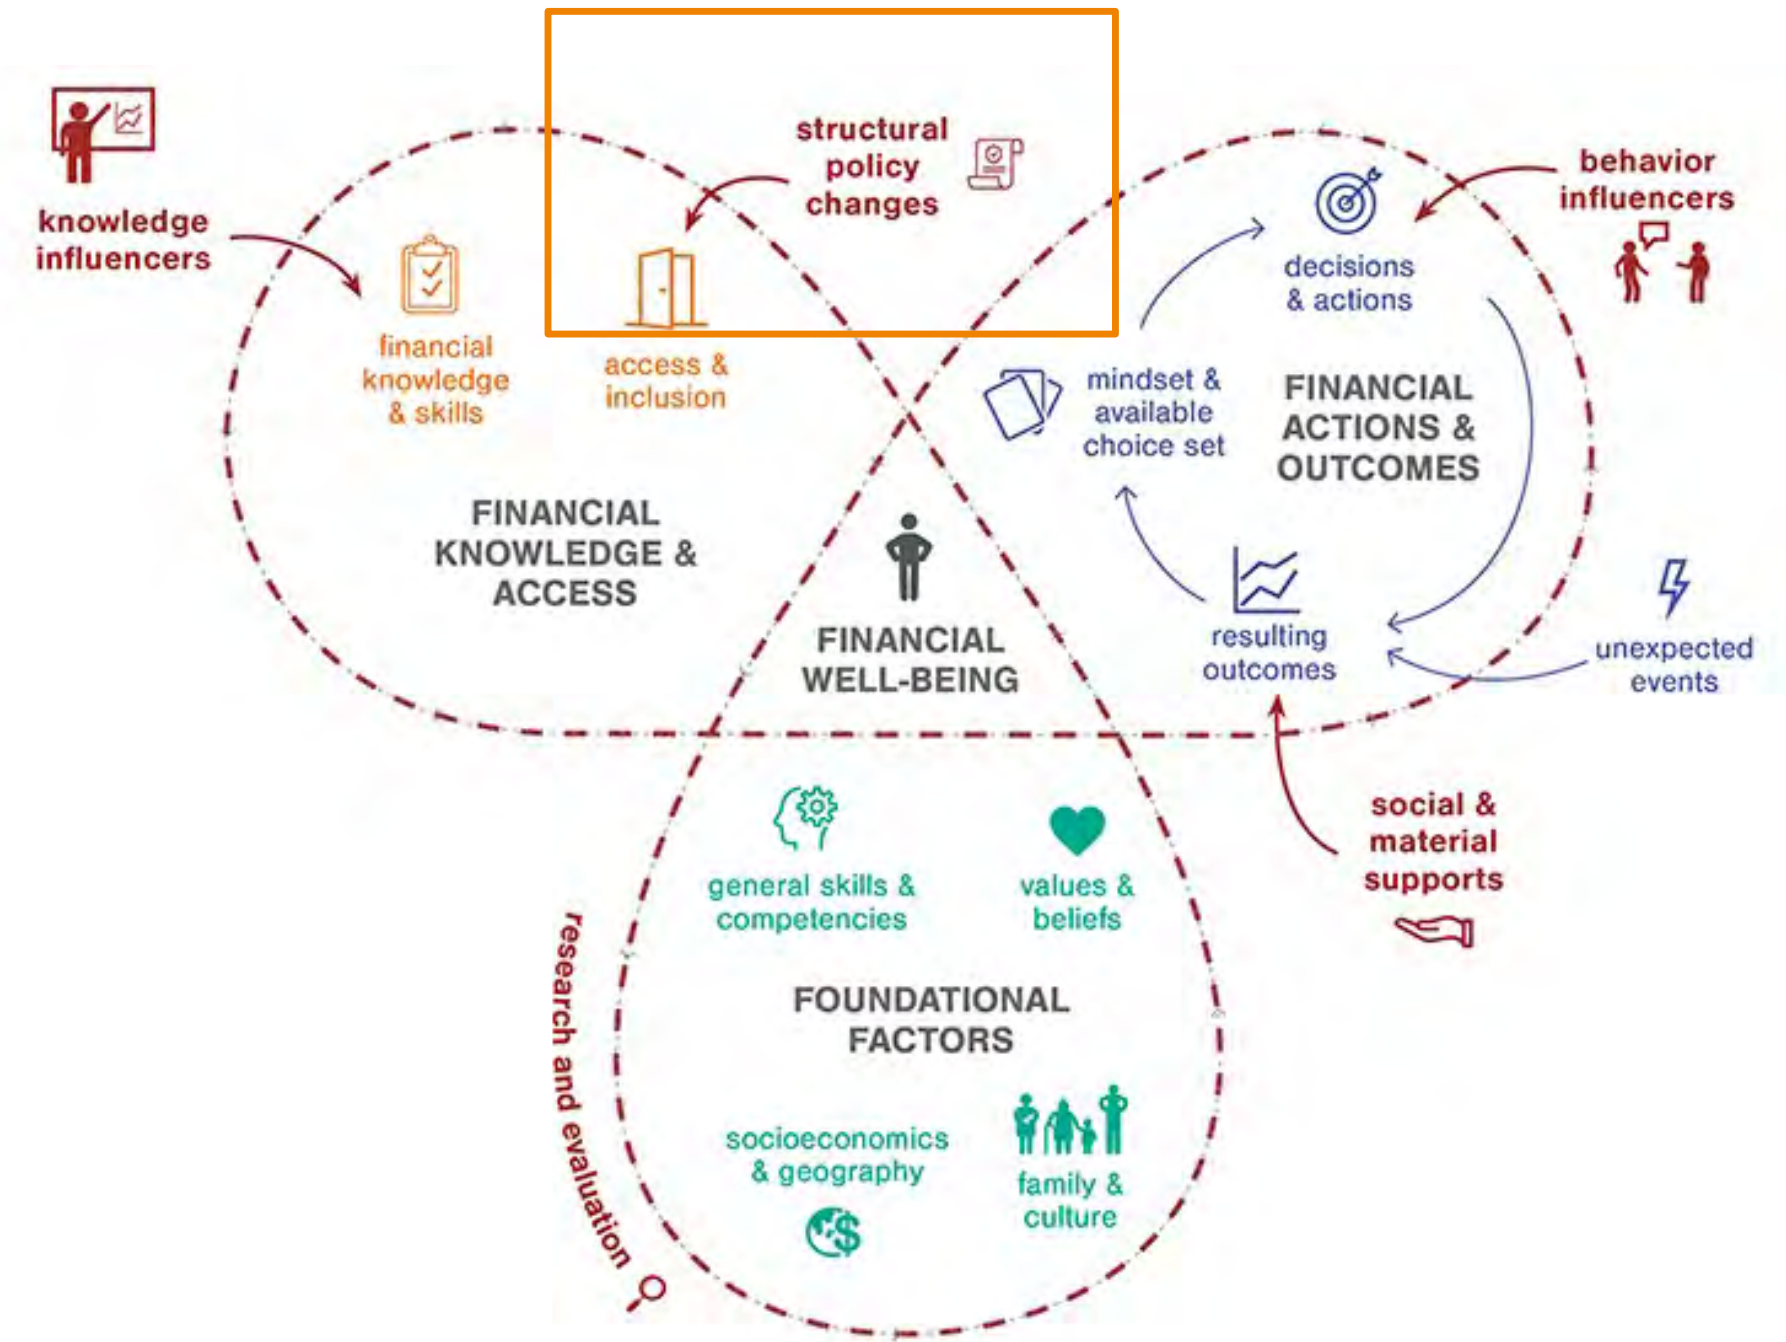 knowledge
influencers
structural
policy
changes
behavior
influencers
financial
knowledge
& skills
access &
inclusion
FINANCIAL
KNOWLEDGE &
ACCESS
decisions
& actions
mindset &
available
choice set
FINANCIAL
ACTIONS &
OUTCOMES
resulting
outcomes
unexpected
events
social &
material
supports
FINANCIAL
WELL-BEING
general skills &
competencies
values &
beliefs
FOUNDATIONAL
FACTORS
socioeconomics
& geography
$
family &
culture
research and evaluation